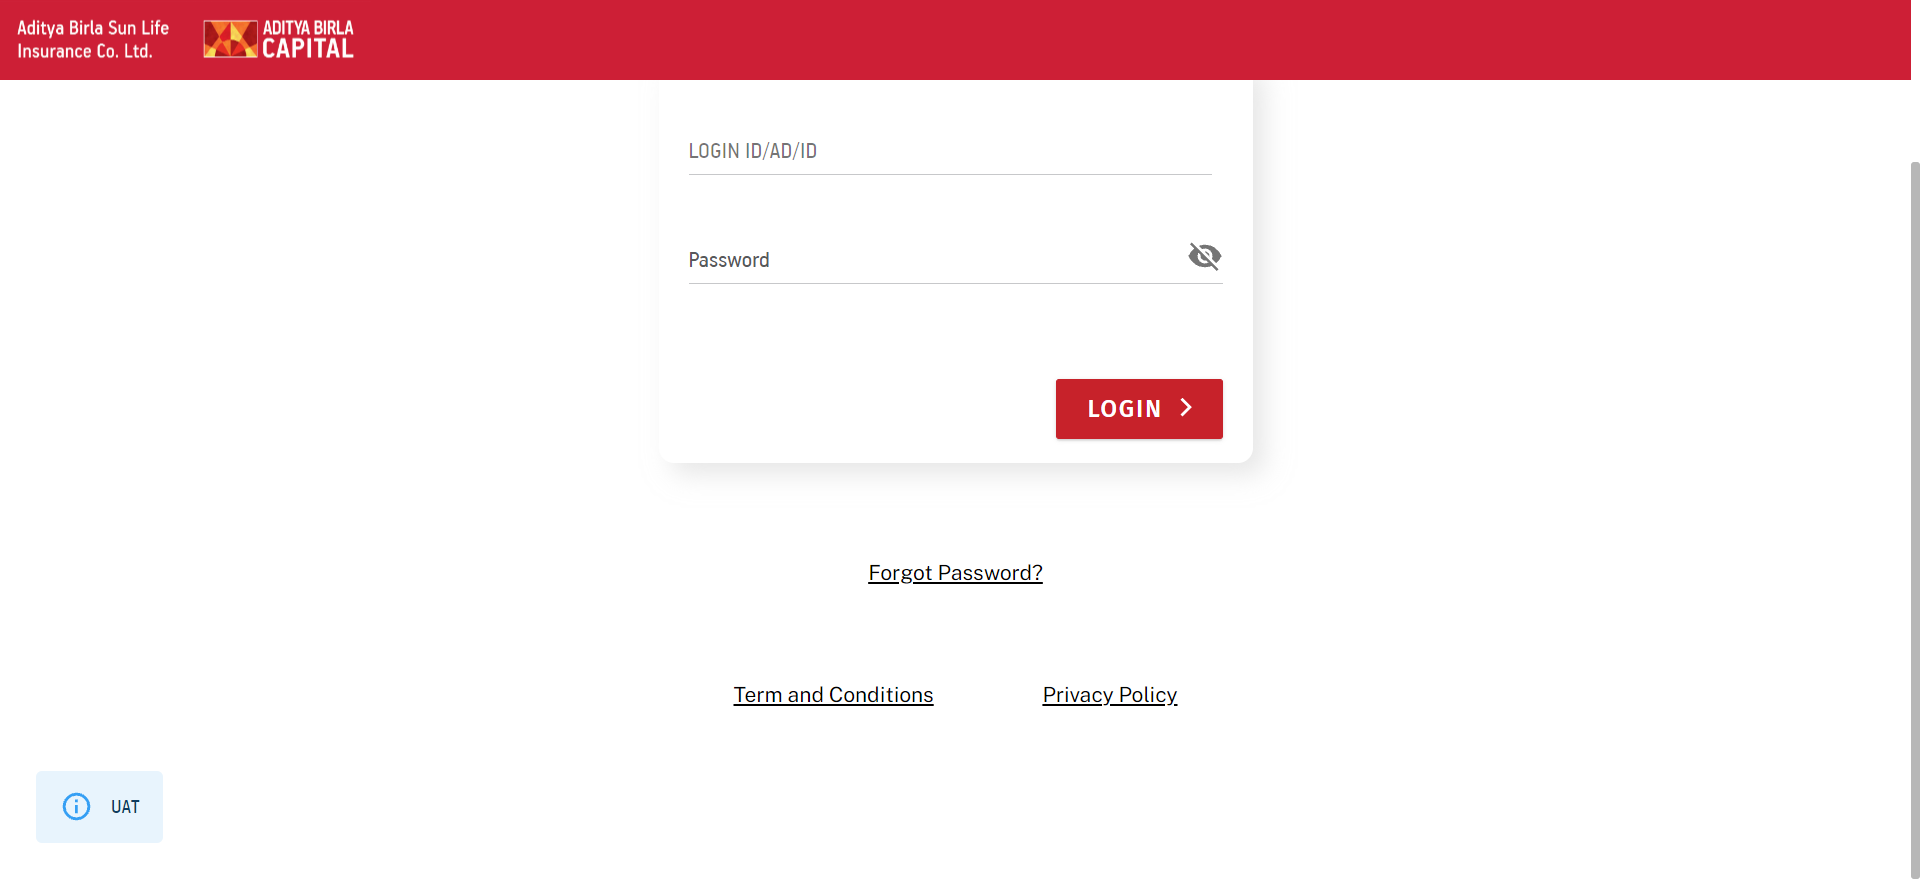 Aditya Birla Sun Life
Insurance Co. Ltd.
ADITYA BIRLA
CAPITAL
LOGIN ID/AD/ID
Password
LOGIN
Forgot Password?
Term and Conditions
Privacy Policy
UAT